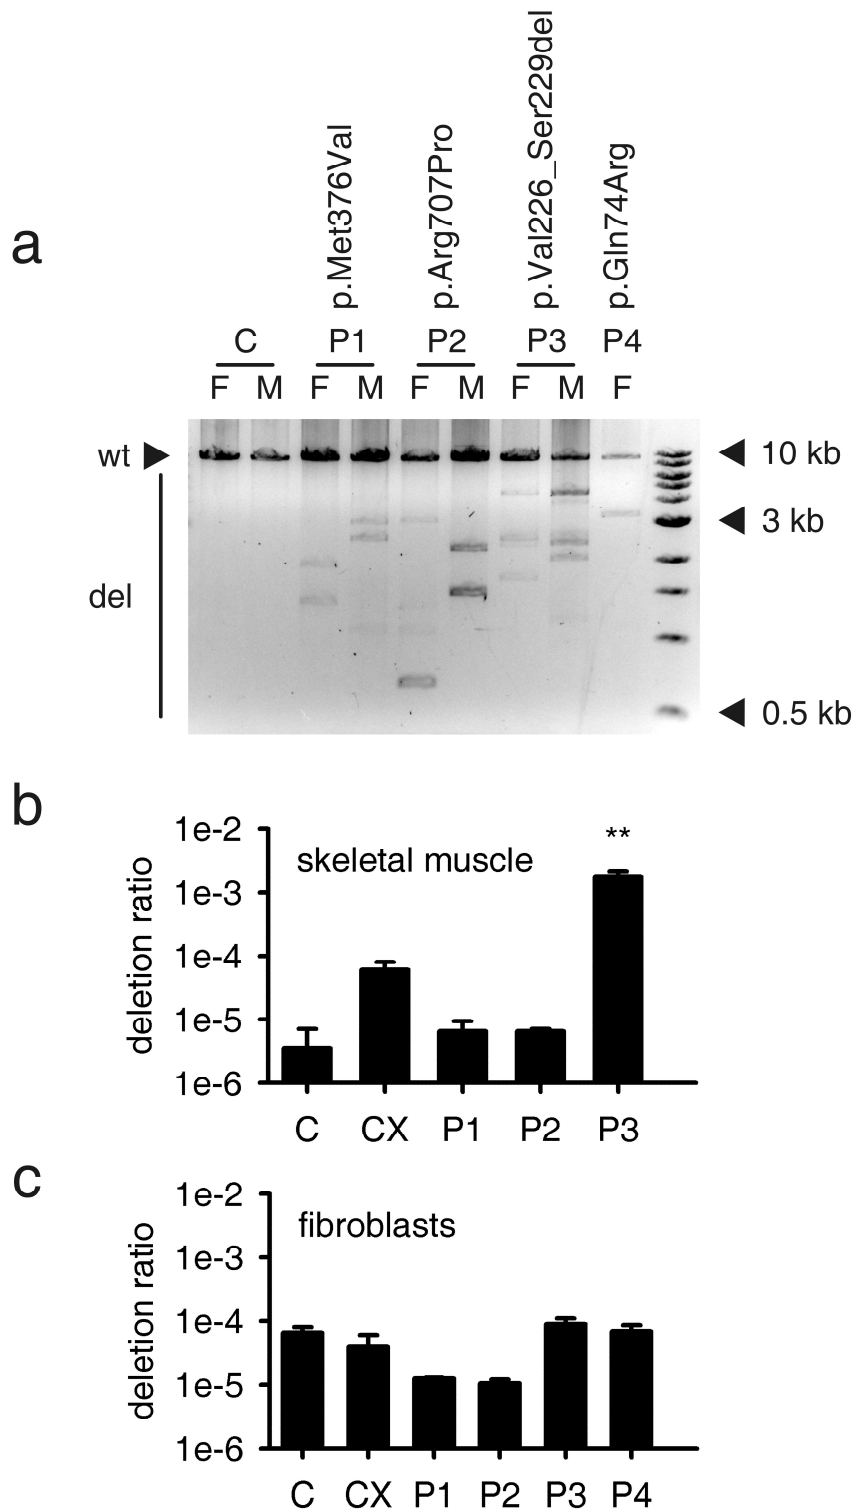 a
p.Met376Val
p.Arg707Pro
p.Val226_Ser229del
p.Gln74Arg
C P1 P2 P3 P4
F M F M F M F M F
wt 10 kb
3 kb
del
0.5 kb
b
1e-2
1e-3
1e-4
1e-5
1e-6
deletion ratio
skeletal muscle
**
C CX P1 P2 P3
c
1e-2
1e-3
1e-4
1e-5
1e-6
deletion ratio
fibroblasts
C CX P1 P2 P3 P4